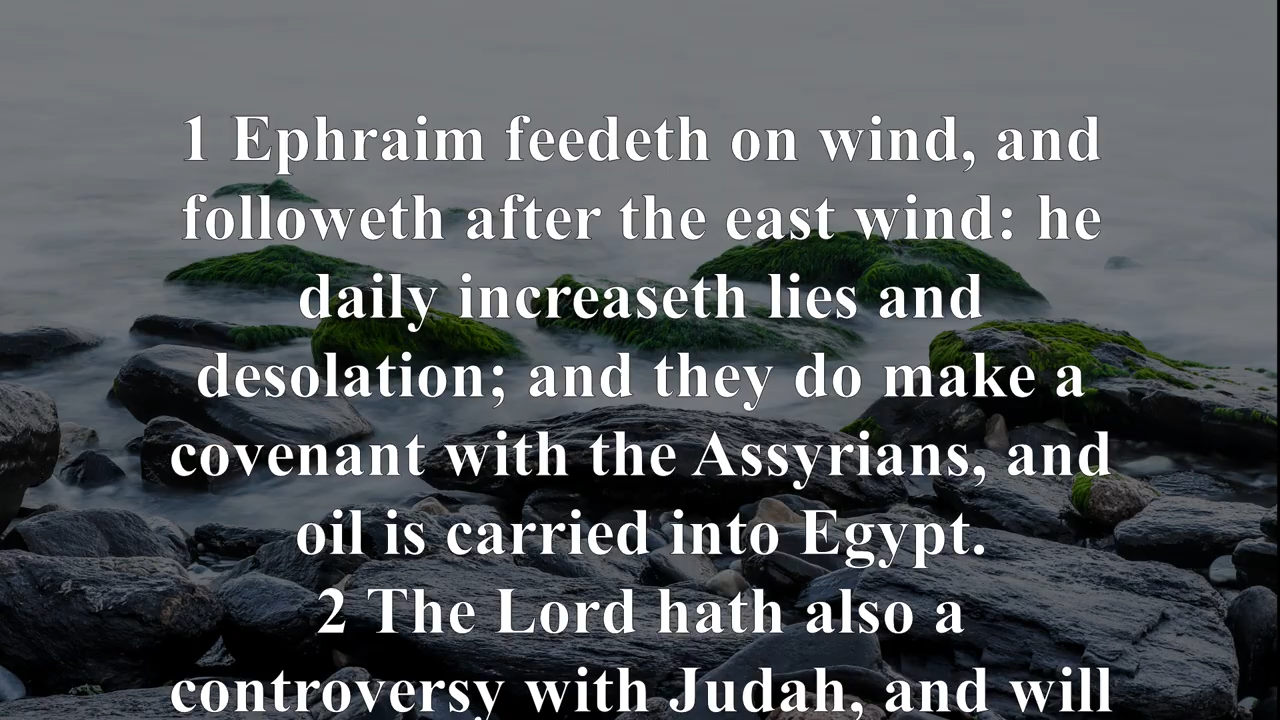 1 Ephraim feedeth on wind, and
followeth after the east wind: he
daily increaseth lies and
desolation; and they do make a
covenant with the Assyrians, and
oil is carried into Egypt.
2 The Lord hath also a
controversy with Judah, and will